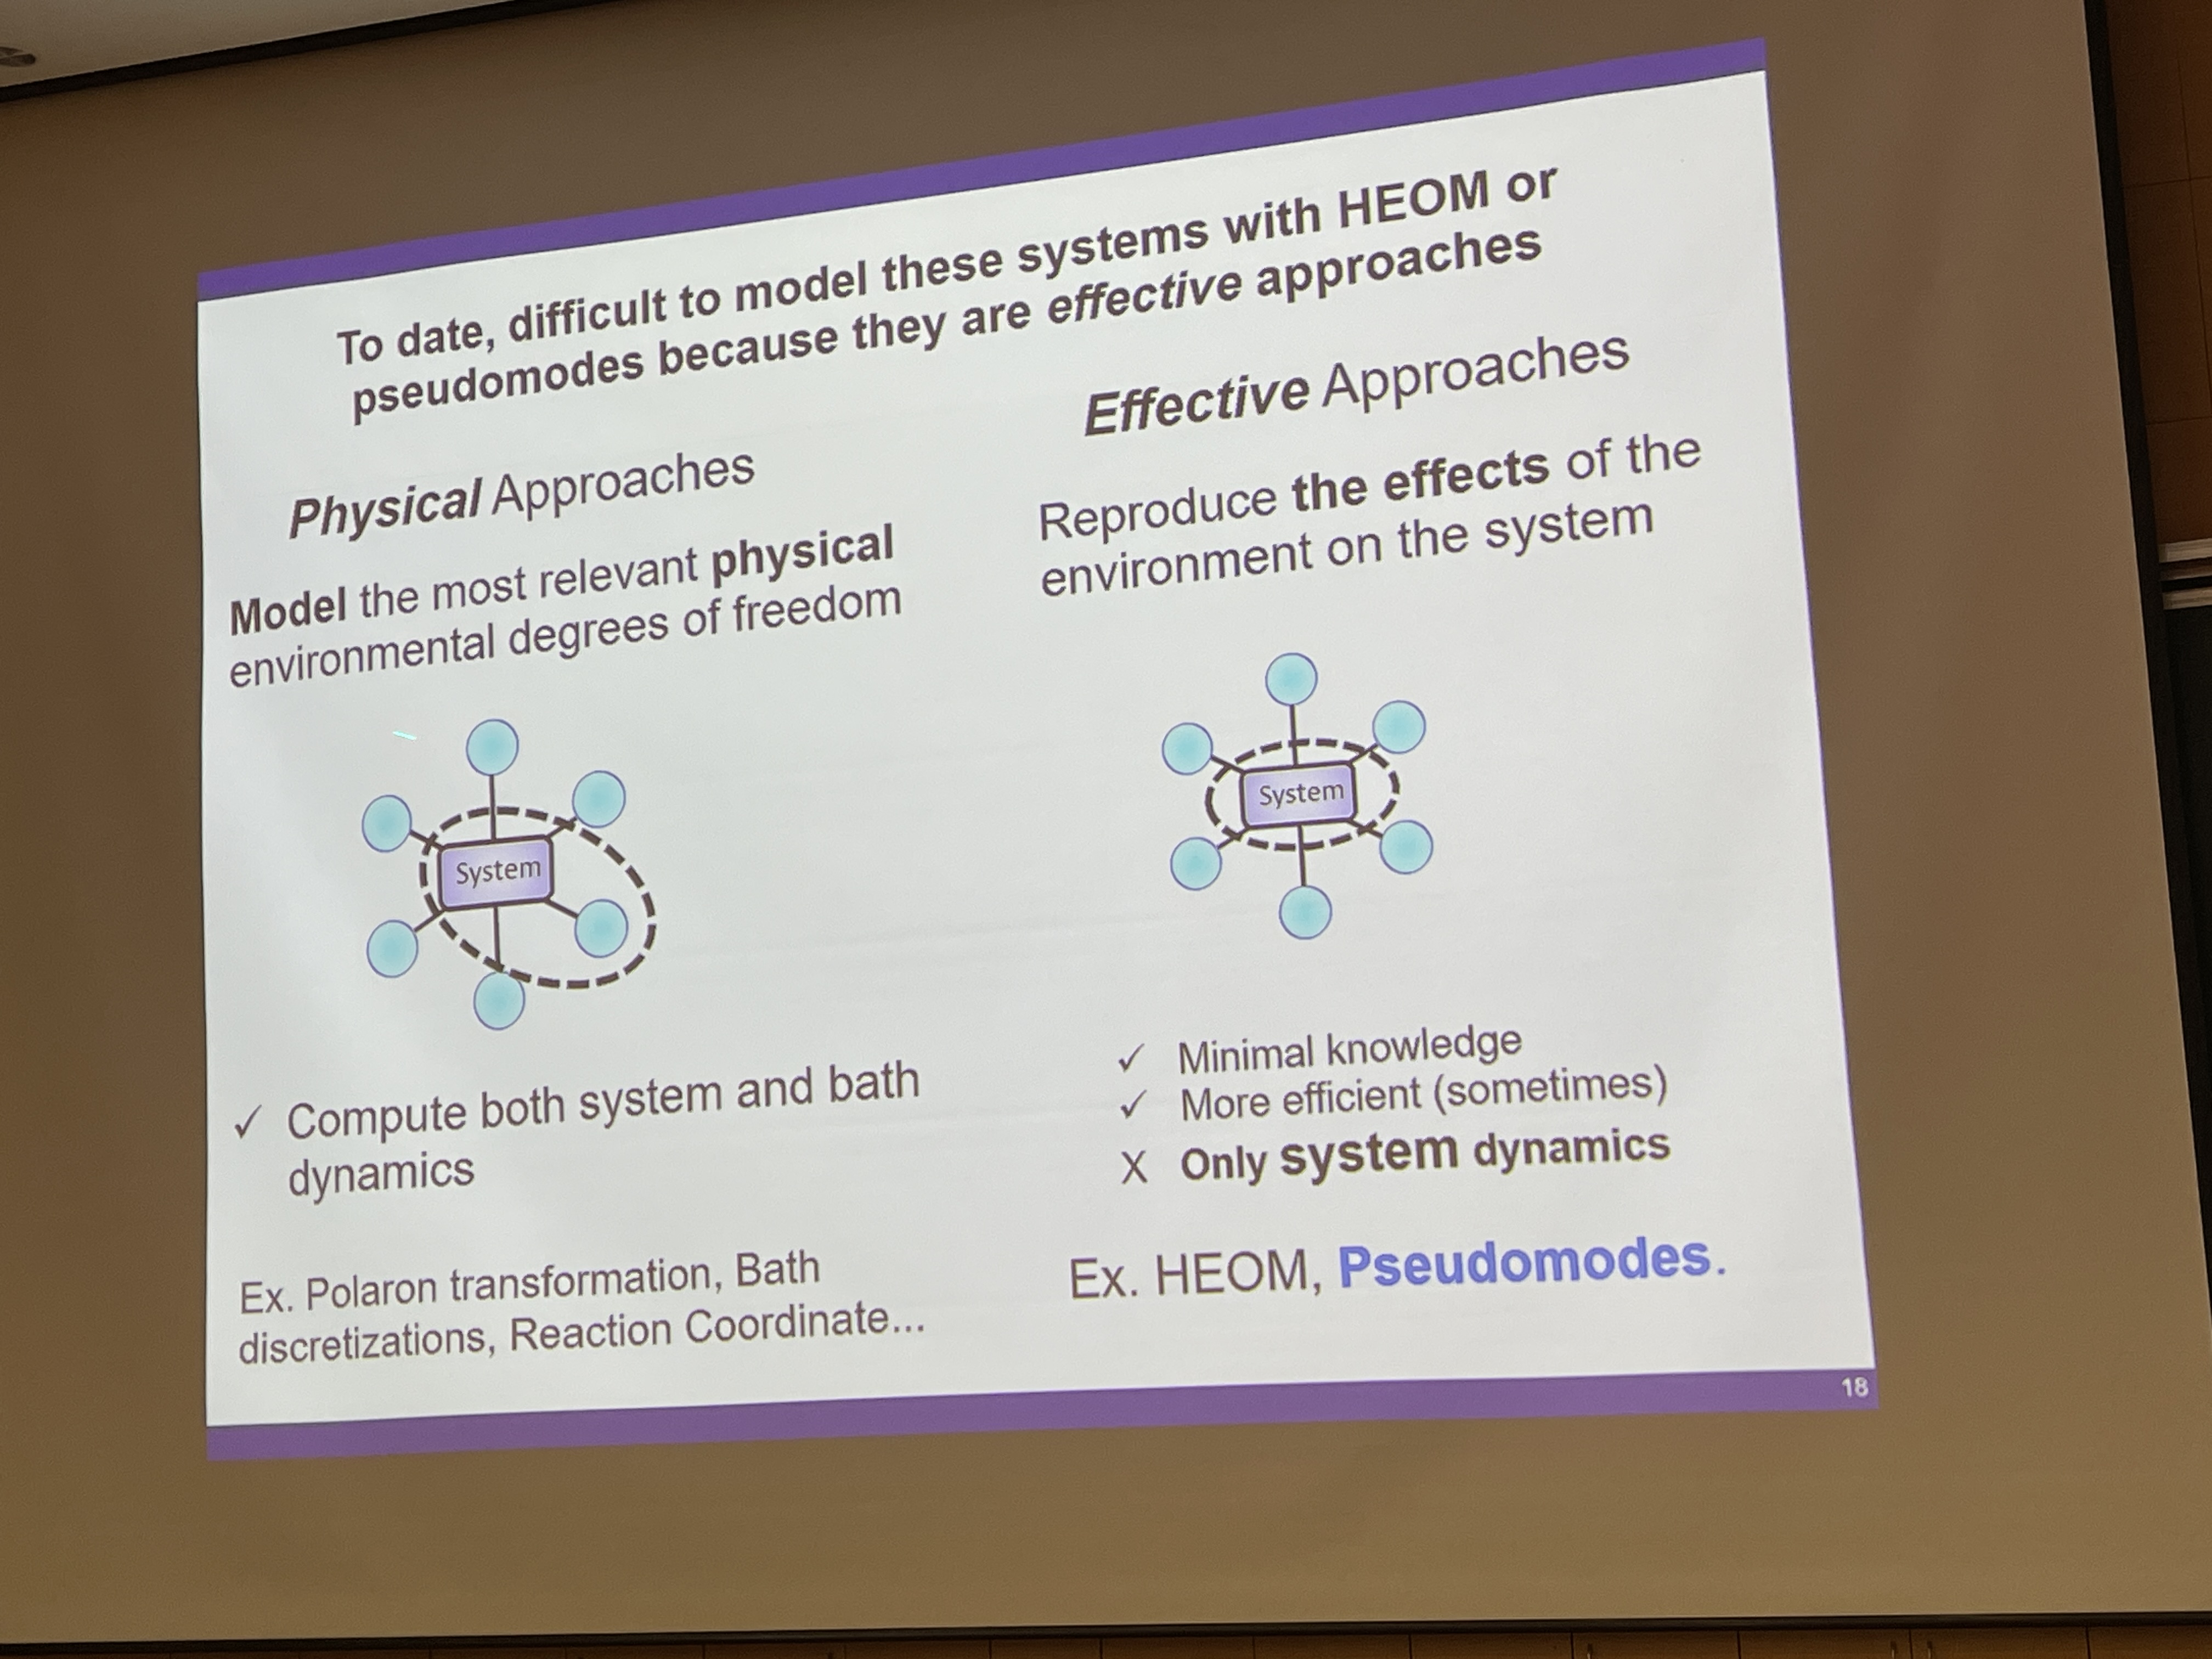 To date, difficult to model these systems with HEOM or
pseudomodes because they are effective approaches
Physical Approaches
Model the most relevant physical
environmental degrees of freedom
System
✓ Compute both system and bath
dynamics
Ex. Polaron transformation, Bath
discretizations, Reaction Coordinate...
Effective Approaches
Reproduce the effects of the
environment on the system
System
✓ Minimal knowledge
✓ More efficient (sometimes)
X Only system dynamics
Ex. HEOM, Pseudomodes.
18